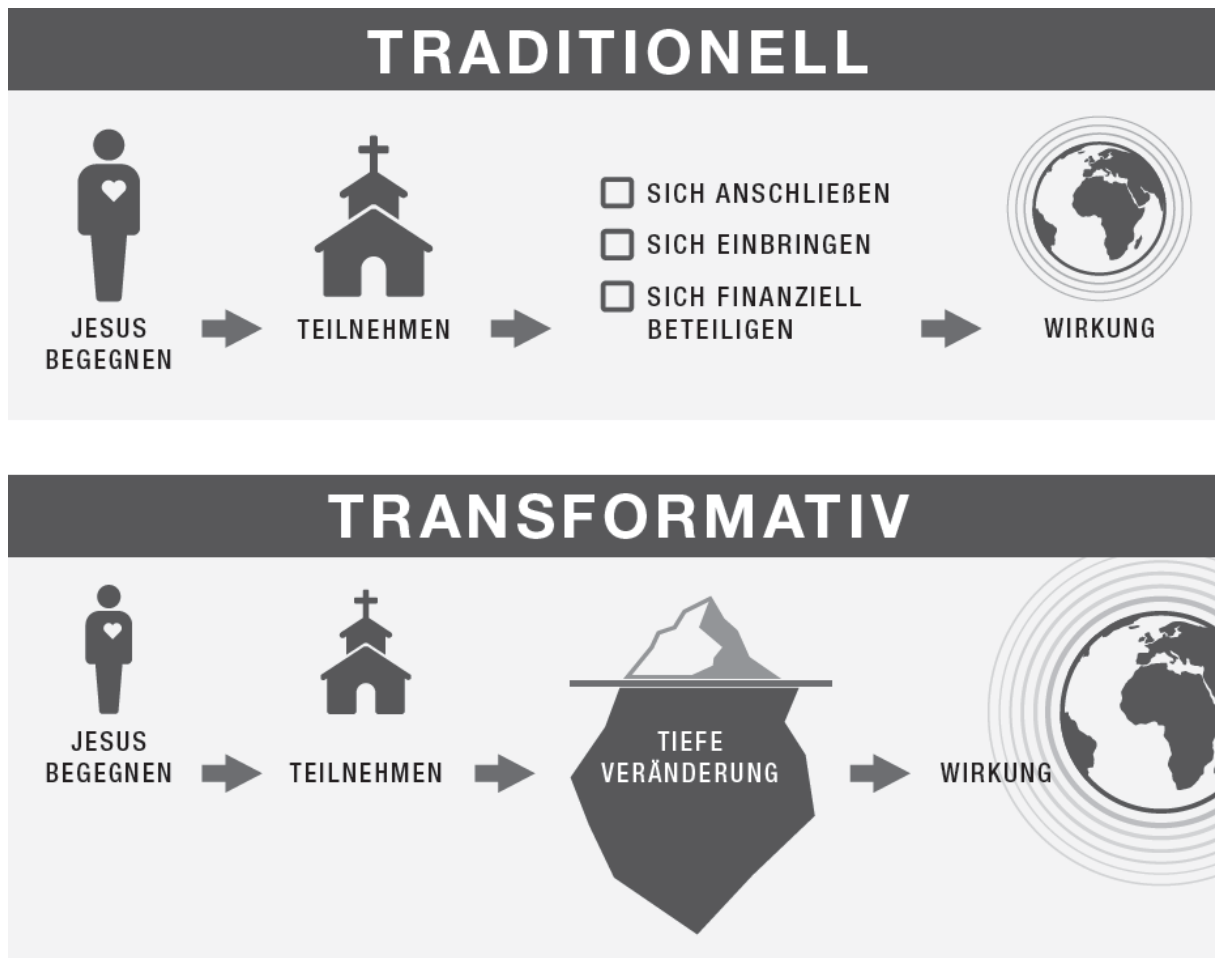 TRADITIONELL
JESUS
BEGEGNEN
TEILNEHMEN
SICH ANSCHLIEßEN
SICH EINBRINGEN
SICH FINANZIELL
BETEILIGEN
WIRKUNG
TRANSFORMATIV
JESUS
BEGEGNEN
TEILNEHMEN
TIEFE
VERÄNDERUNG
WIRKUNG